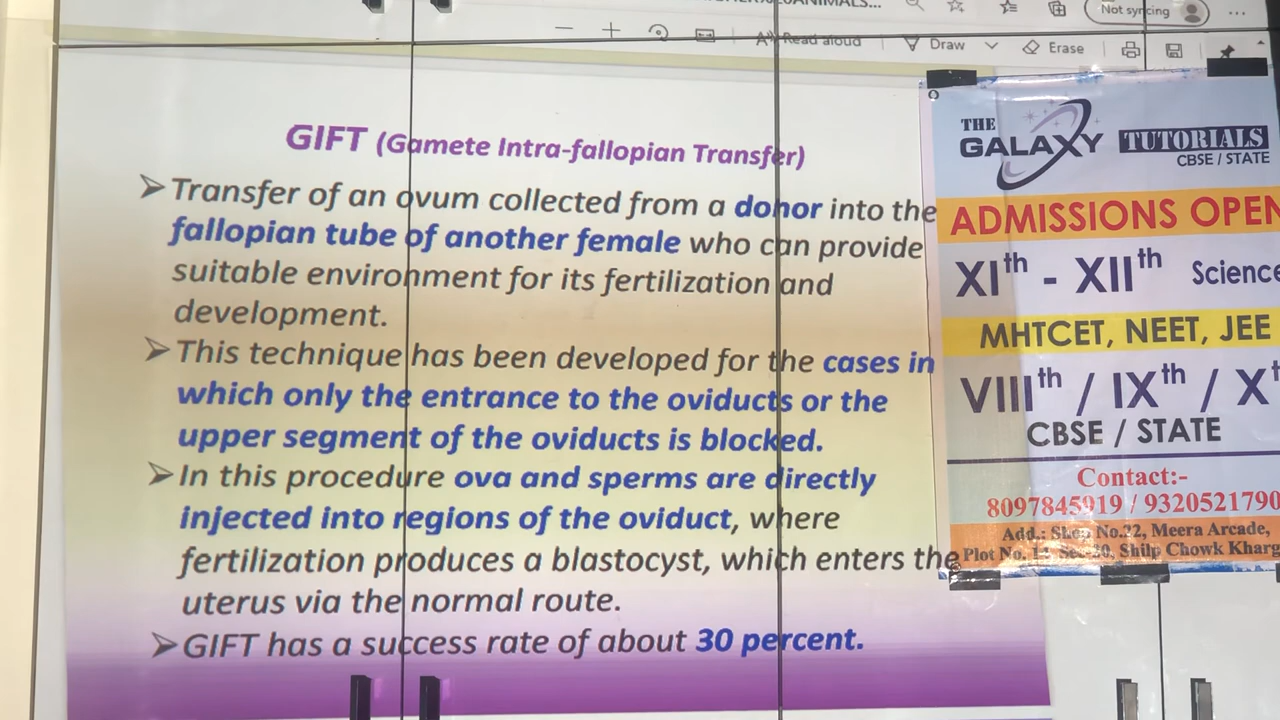 Not syncing
Read aloud
Draw
Erase
GIFT (Gamete Intra-fallopian Transfer)
Transfer of an ovum collected from a donor into the
fallopian tube of another female who can provide
suitable environment for its fertilization and
development.
This technique has been developed for the cases in
which only the entrance to the oviducts or the
upper segment of the oviducts is blocked.
In this procedure ova and sperms are directly
injected into regions of the oviduct, where
fertilization produces a blastocyst, which enters the
uterus via the normal route.
GIFT has a success rate of about 30 percent.
THE
GALAXY TUTORIALS
CBSE / STATE
ADMISSIONS OPEN
XIth - XIIth Science
MHTCET, NEET, JEE
VIIIth / IXth / Xt
CBSE / STATE
Contact:-
8097845919 / 9320521790
Add.: Shop No.22, Meera Arcade,
Plot No. Shilp Chowk Kharg